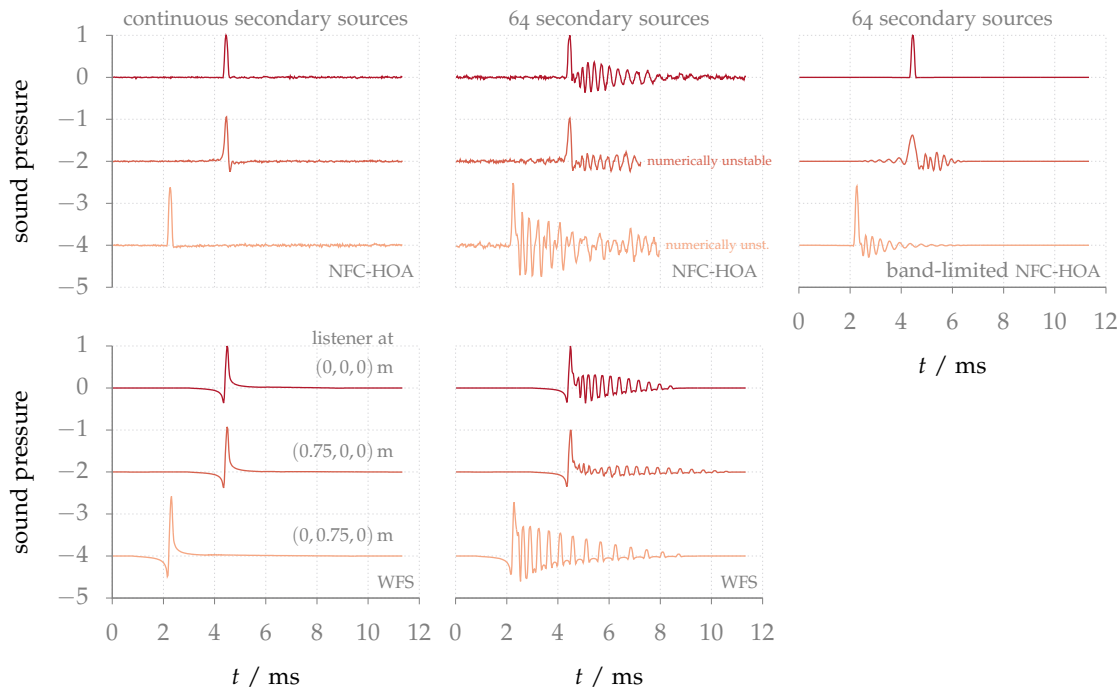 continuous secondary sources
64 secondary sources
64 secondary sources
sound pressure
1
0
−1
−2
−3
−4
−5
NFC-HOA
numerically unstable
numerically unst.
NFC-HOA
band-limited NFC-HOA
0 2 4 6 8 10 12
t / ms
sound pressure
1
0
−1
−2
−3
−4
−5
listener at
(0, 0, 0) m
(0.75, 0, 0) m
(0, 0.75, 0) m
WFS
WFS
0 2 4 6 8 10 12
0 2 4 6 8 10 12
t / ms
t / ms